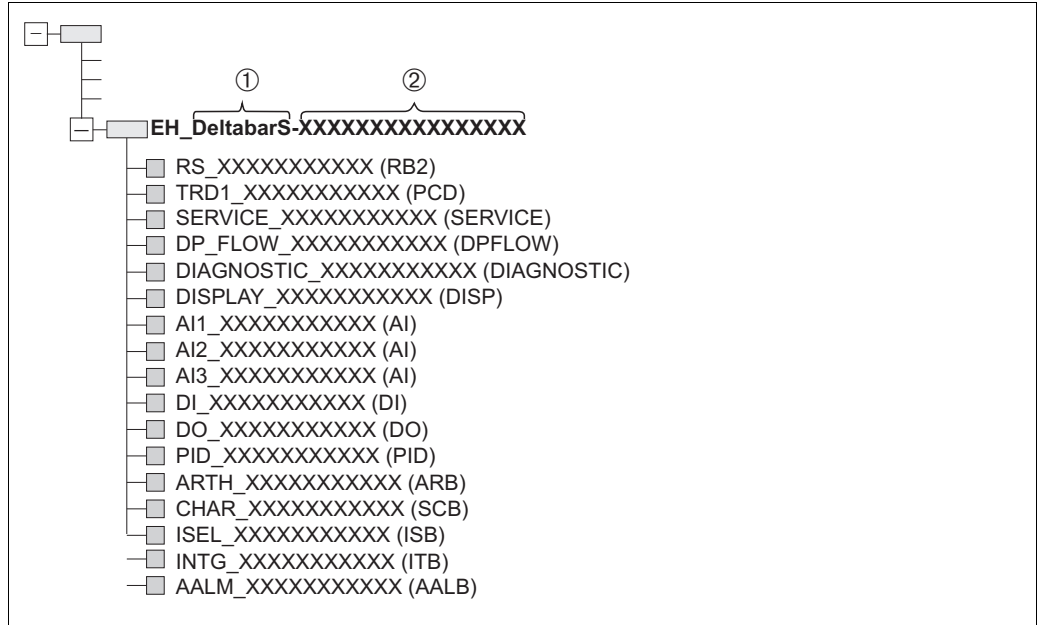 ① ②
EH_DeltabarS-XXXXXXXXXXXXXXXX
RS_XXXXXXXXXXX (RB2)
TRD1_XXXXXXXXXXX (PCD)
SERVICE_XXXXXXXXXXX (SERVICE)
DP_FLOW_XXXXXXXXXXX (DPFLOW)
DIAGNOSTIC_XXXXXXXXXXX (DIAGNOSTIC)
DISPLAY_XXXXXXXXXXX (DISP)
AI1_XXXXXXXXXXX (AI)
AI2_XXXXXXXXXXX (AI)
AI3_XXXXXXXXXXX (AI)
DI_XXXXXXXXXXX (DI)
DO_XXXXXXXXXXX (DO)
PID_XXXXXXXXXXX (PID)
ARTH_XXXXXXXXXXX (ARB)
CHAR_XXXXXXXXXXX (SCB)
ISEL_XXXXXXXXXXX (ISB)
INTG_XXXXXXXXXXX (ITB)
AALM_XXXXXXXXXXX (AALB)